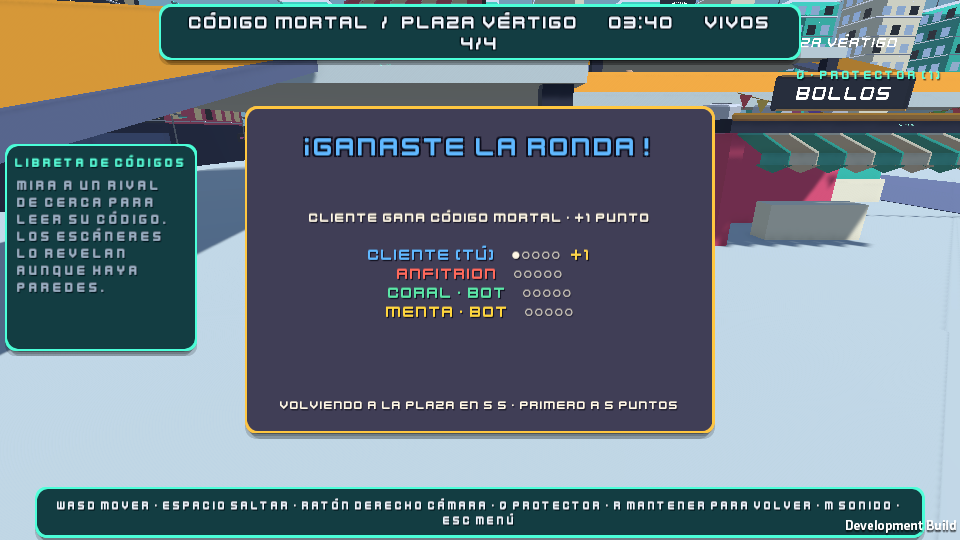 CÓDIGO MORTAL / PLAZA VÉRTIGO 03:40 VIVOS
4/4
ZA VÉRTIGO
Q · PROTECTOR [1]
BOLLOS
LIBRETA DE CÓDIGOS
MIRA A UN RIVAL
DE CERCA PARA
LEER SU CÓDIGO.
LOS ESCÁNERES
LO REVELAN
AUNQUE HAYA
PAREDES.
¡GANASTE LA RONDA !
CLIENTE GANA CÓDIGO MORTAL · +1 PUNTO
CLIENTE (TÚ) ●○○○○ +1
ANFITRION ○○○○○
CORAL · BOT ○○○○○
MENTA · BOT ○○○○○
VOLVIENDO A LA PLAZA EN 5 S · PRIMERO A 5 PUNTOS
WASD MOVER · ESPACIO SALTAR · RATÓN DERECHO CÁMARA · Q PROTECTOR · R MANTENER PARA VOLVER · M SONIDO ·
ESC MENÚ
Development Build